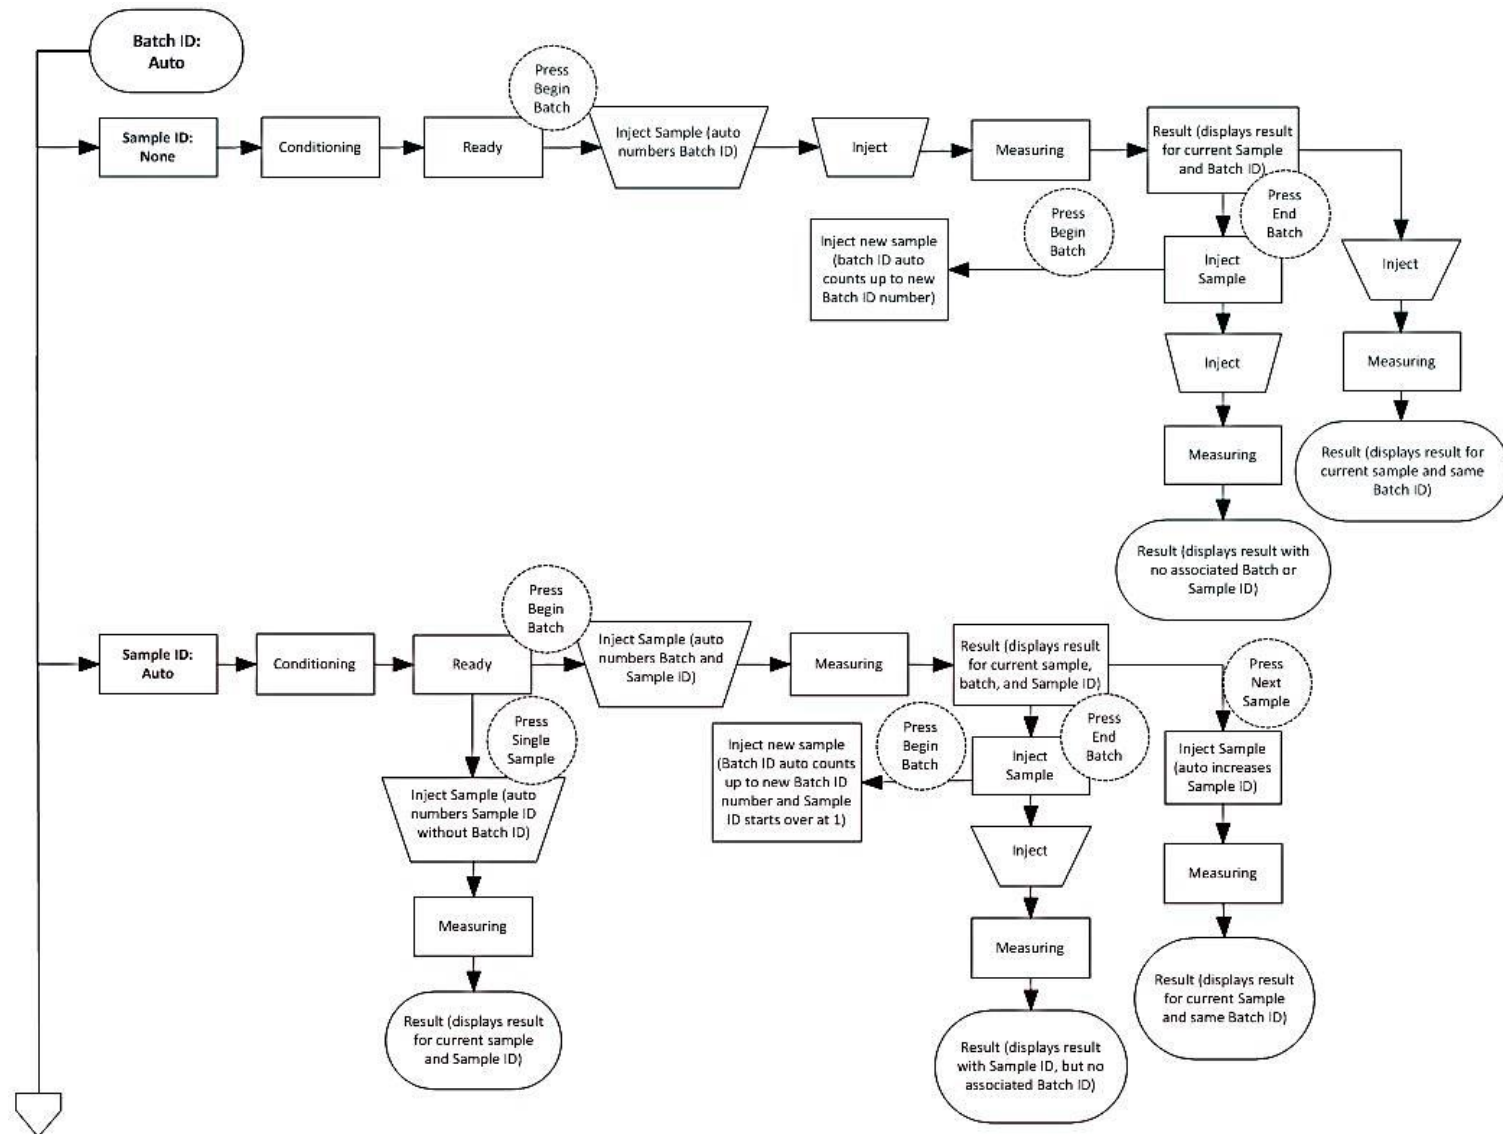 Batch ID:
Auto
Press
Begin
Batch
Sample ID:
None
Conditioning
Ready
Inject Sample (auto
numbers Batch ID)
Inject
Measuring
Result (displays result
for current Sample
and Batch ID)
Press
End
Batch
Press
Begin
Batch
Inject new sample
(batch ID auto
counts up to new
Batch ID number)
Inject
Sample
Inject
Inject
Measuring
Measuring
Result (displays result for
current sample and same
Batch ID)
Result (displays result with
no associated Batch or
Sample ID)
Press
Begin
Batch
Sample ID:
Auto
Conditioning
Ready
Inject Sample (auto
numbers Batch and
Sample ID)
Measuring
Result (displays result
for current sample,
batch, and Sample ID)
Press
Next
Sample
Press
Single
Sample
Press
Begin
Batch
Press
End
Batch
Inject new sample
(Batch ID auto counts
up to new Batch ID
number and Sample
ID starts over at 1)
Inject
Sample
Inject Sample
(auto increases
Sample ID)
Inject Sample (auto
numbers Sample ID
without Batch ID)
Inject
Measuring
Measuring
Measuring
Result (displays result
for current sample
and Sample ID)
Result (displays result
with Sample ID, but no
associated Batch ID)
Result (displays result
for current Sample
and same Batch ID)